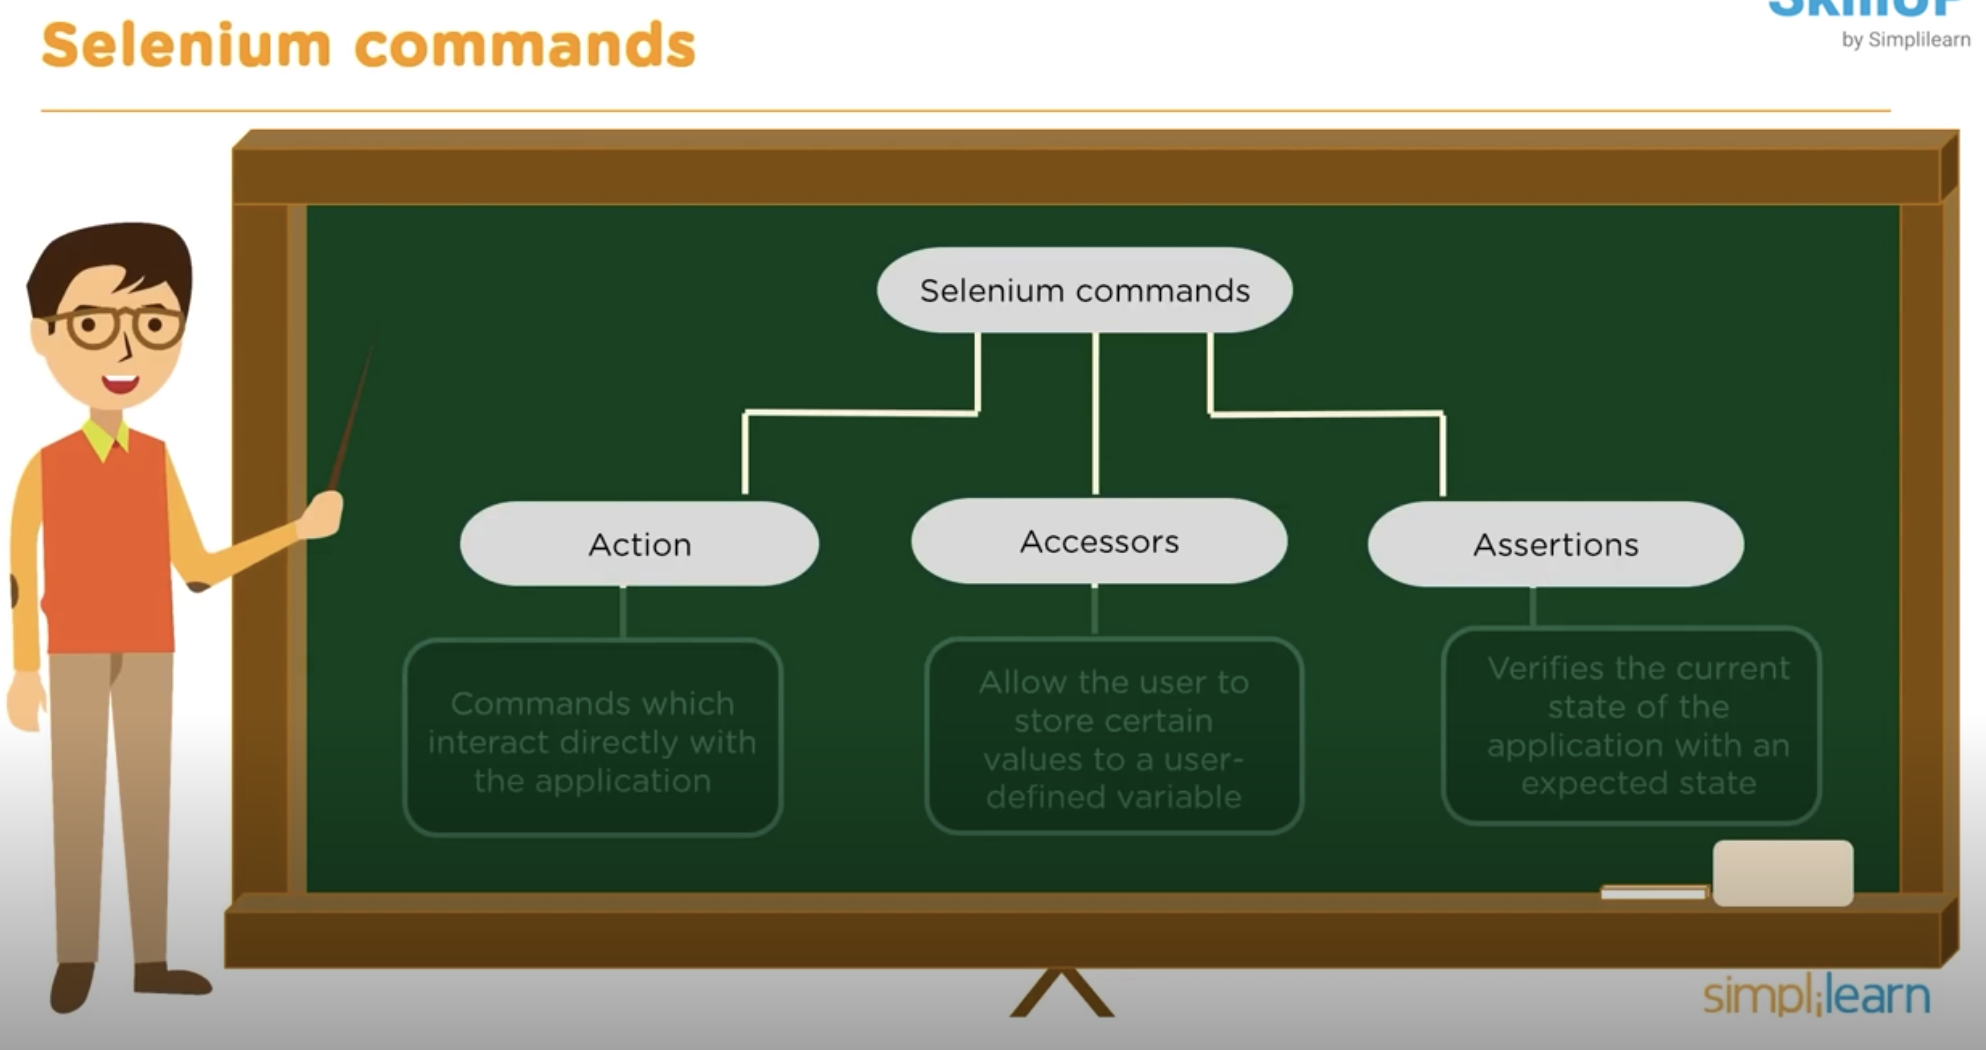 Selenium commands
SkillUP
by Simplilearn
Selenium commands
Action
Accessors
Assertions
Commands which
interact directly with
the application
Allow the user to
store certain
values to a user-
defined variable
Verifies the current
state of the
application with an
expected state
simplilearn